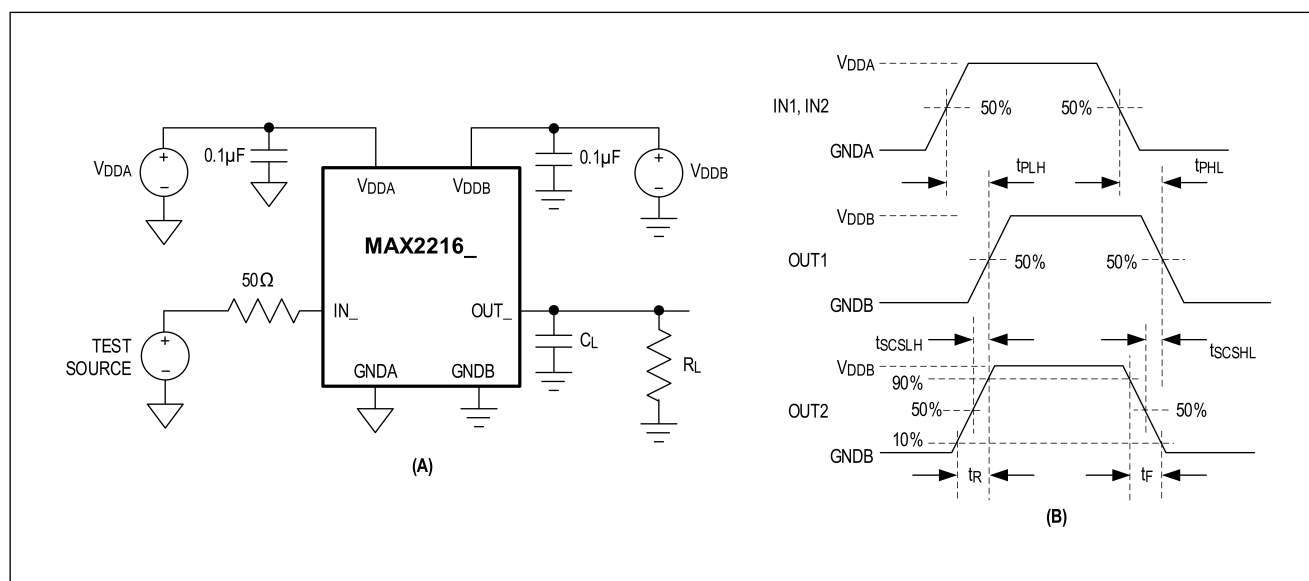 VDDA
0.1µF
VDDA
VDDB
0.1µF
VDDB
MAX2216_
50Ω
IN_
OUT_
TEST
SOURCE
CL
RL
GNDA
GNDB
(A)
VDDA
IN1, IN2
50%
50%
GNDA
tPLH
tPHL
VDDB
OUT1
50%
50%
GNDB
tSCSLH
tSCSHL
VDDB
90%
50%
50%
OUT2
10%
GNDB
tR
tF
(B)